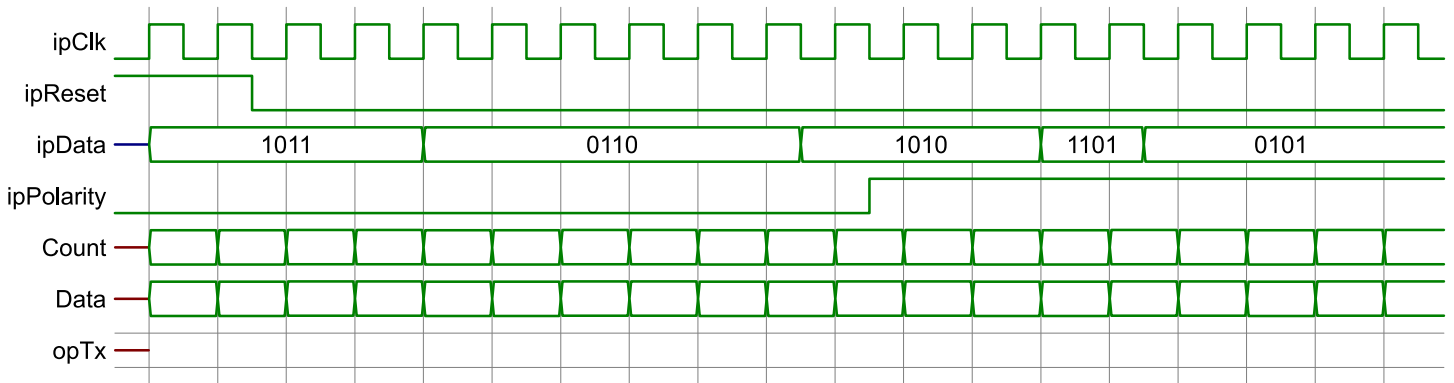 ipClk
ipReset
ipData 1011 0110 1010 1101 0101
ipPolarity
Count
Data
opTx